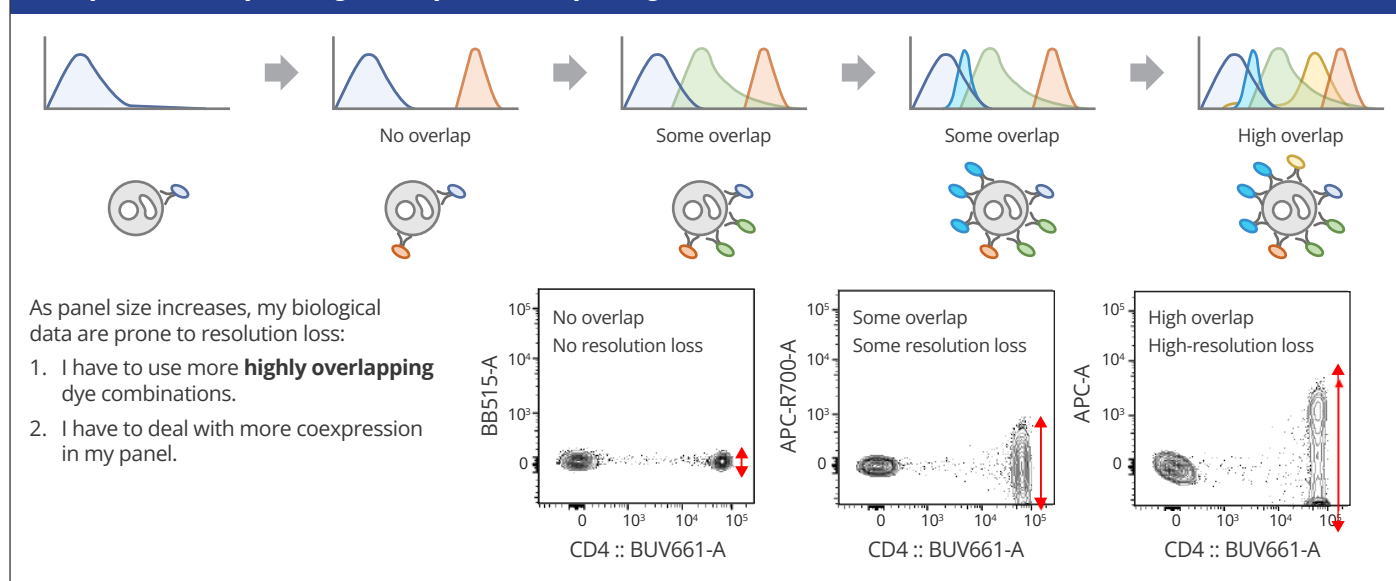 No overlap
Some overlap
Some overlap
High overlap
As panel size increases, my biological
data are prone to resolution loss:
1. I have to use more highly overlapping
dye combinations.
2. I have to deal with more coexpression
in my panel.
No overlap
No resolution loss
BB515-A
10⁵
10⁴
10³
0
0 10³ 10⁴ 10⁵
CD4 :: BUV661-A
Some overlap
Some resolution loss
APC-R700-A
10⁵
10⁴
10³
0
0 10³ 10⁴ 10⁵
CD4 :: BUV661-A
High overlap
High-resolution loss
APC-A
10⁵
10⁴
10³
0
0 10³ 10⁴ 10⁵
CD4 :: BUV661-A